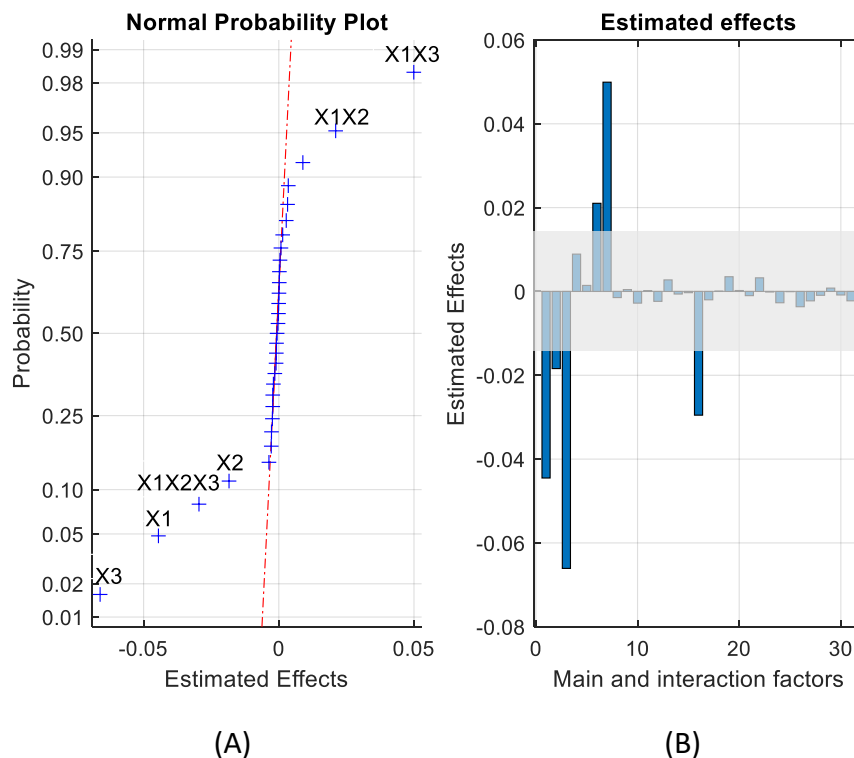 Normal Probability Plot
Probability
0.99
0.98
0.95
0.90
0.75
0.50
0.25
0.10
0.05
0.02
0.01
X1X3
X1X2
X2
X1X2X3
X1
X3
-0.05
0
0.05
Estimated Effects
(A)
Estimated effects
Estimated Effects
0.06
0.04
0.02
0
-0.02
-0.04
-0.06
-0.08
0
10
20
30
Main and interaction factors
(B)